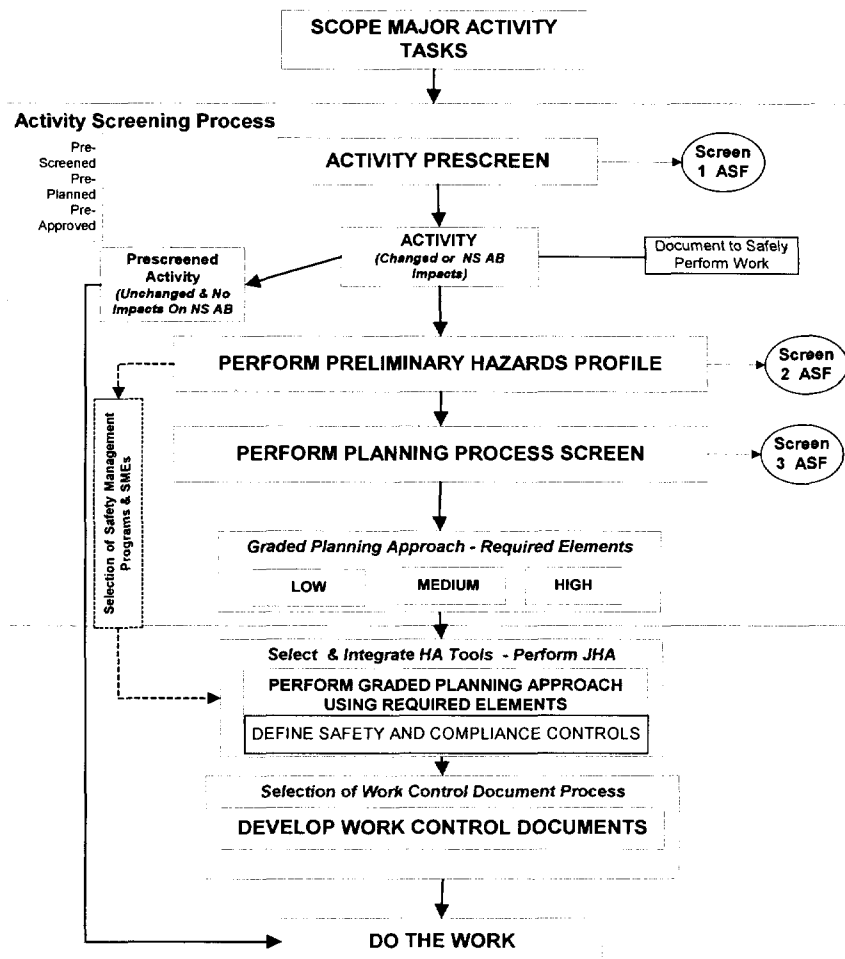 SCOPE MAJOR ACTIVITY
TASKS
Activity Screening Process
Pre-
Screened
Pre-
Planned
Pre-
Approved
ACTIVITY PRESCREEN
Screen
1 ASF
ACTIVITY
(Changed or NS AB
Impacts)
Document to Safely
Perform Work
Prescreened
Activity
(Unchanged & No
Impacts On NS AB
PERFORM PRELIMINARY HAZARDS PROFILE
Screen
2 ASF
Selection of Safety Management
Programs & SMEs
PERFORM PLANNING PROCESS SCREEN
Screen
3 ASF
Graded Planning Approach - Required Elements
LOW
MEDIUM
HIGH
Select & Integrate HA Tools - Perform JHA
PERFORM GRADED PLANNING APPROACH
USING REQUIRED ELEMENTS
DEFINE SAFETY AND COMPLIANCE CONTROLS
Selection of Work Control Document Process
DEVELOP WORK CONTROL DOCUMENTS
DO THE WORK